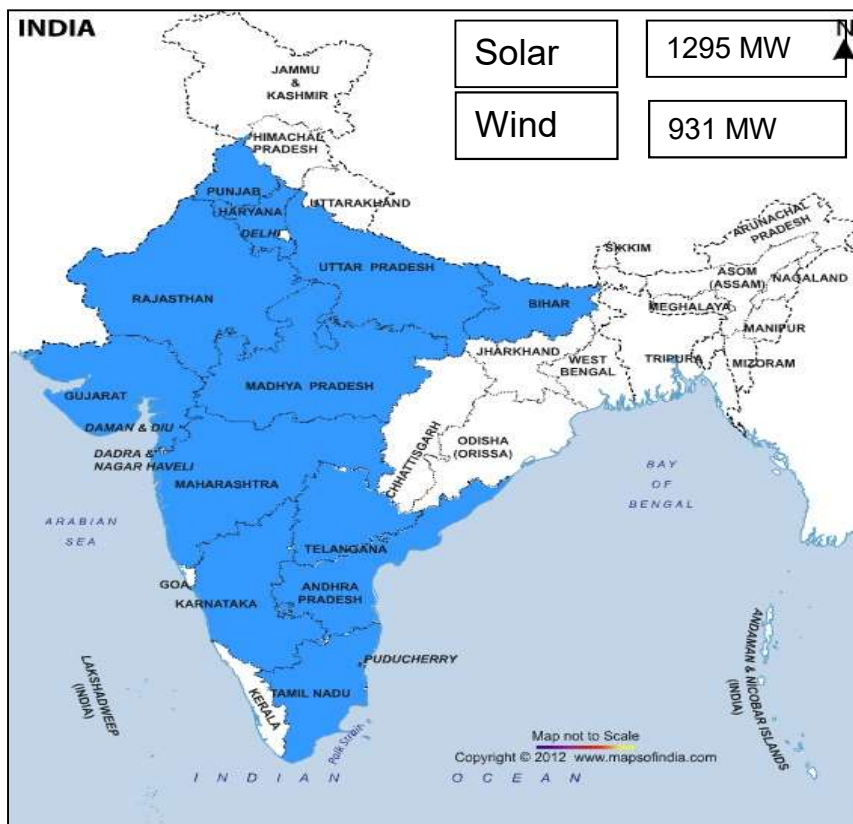 INDIA
Solar
1295 MW
N
Wind
931 MW
JAMMU
&
KASHMIR
HIMACHAL
PRADESH
PUNJAB
HARYANA
DELHI
UTTARAKHAND
UTTAR PRADESH
RAJASTHAN
BIHAR
SIKKIM
ARUNACHAL
PRADESH
ASOM
(ASSAM)
NAGALAND
MEGHALAYA
MANIPUR
TRIPURA
MIZORAM
JHARKHAND
WEST
BENGAL
GUJARAT
MADHYA PRADESH
DAMAN & DIU
DADRA &
NAGAR HAVELI
CHHATTISGARH
ODISHA
(ORISSA)
MAHARASHTRA
BAY
OF
BENGAL
ARABIAN
SEA
TELANGANA
GOA
KARNATAKA
ANDHRA
PRADESH
PUDUCHERRY
LAKSHADWEEP
(INDIA)
KERALA
TAMIL NADU
ANDAMAN & NICOBAR ISLANDS
(INDIA)
Palk Strait
Map not to Scale
Copyright © 2012 www.mapsofindia.com
INDIAN OCEAN